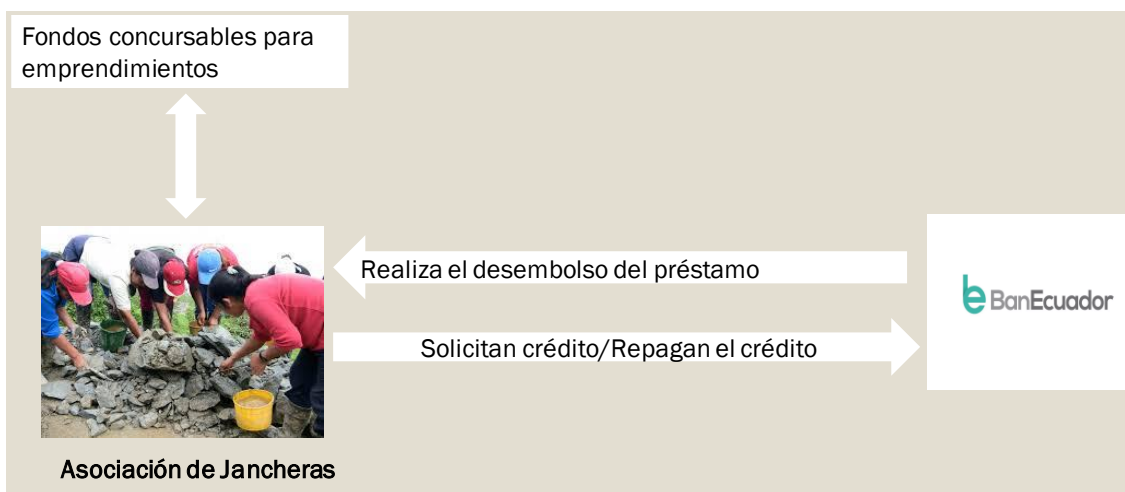 Fondos concursables para
emprendimientos
Realiza el desembolso del préstamo
BanEcuador
Solicitan crédito/Repagan el crédito
Asociación de Jancheras